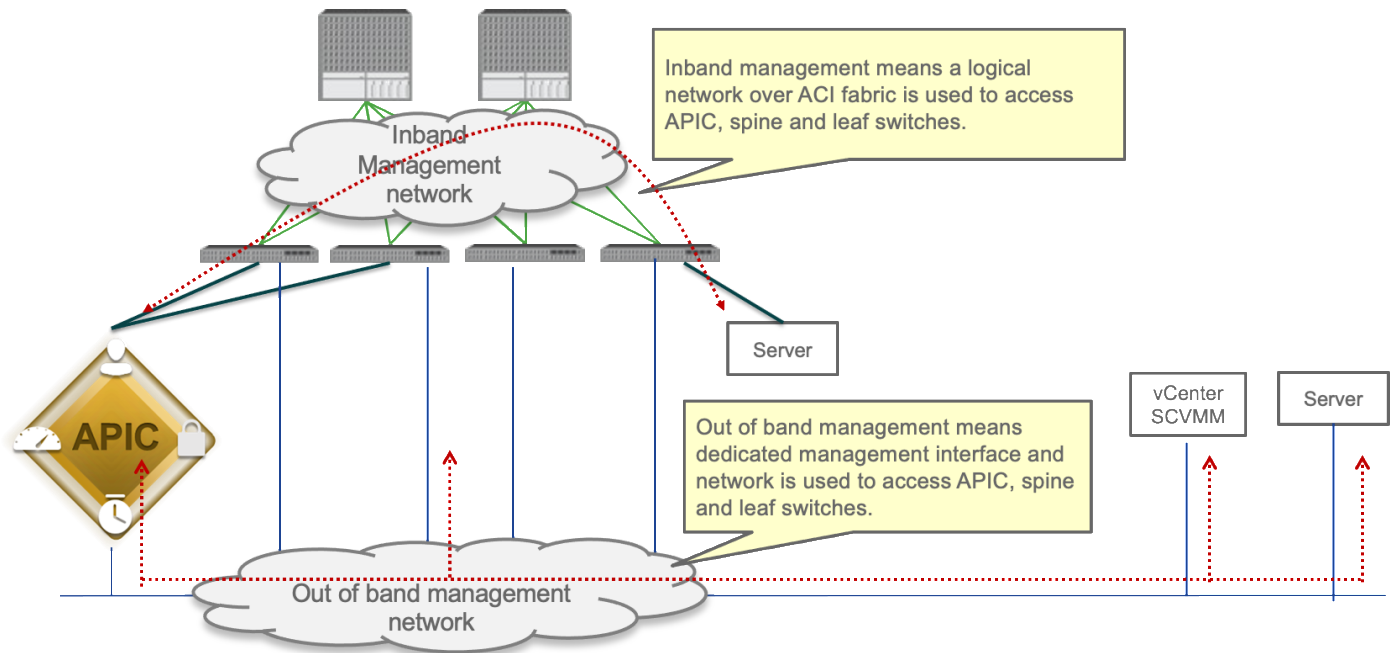 Inband management means a logical
network over ACI fabric is used to access
APIC, spine and leaf switches.
Inband
Management
network
Server
vCenter
SCVMM
Server
APIC
Out of band management means
dedicated management interface and
network is used to access APIC, spine
and leaf switches.
Out of band management
network